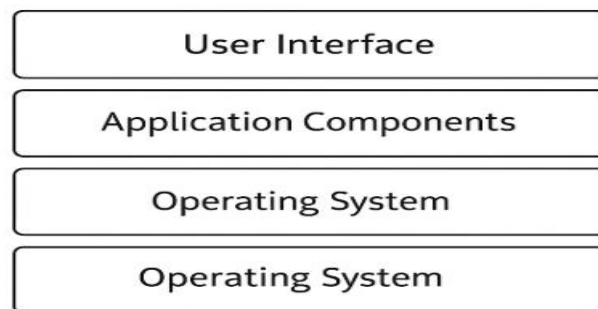 User Interface
Application Components
Operating System
Operating System